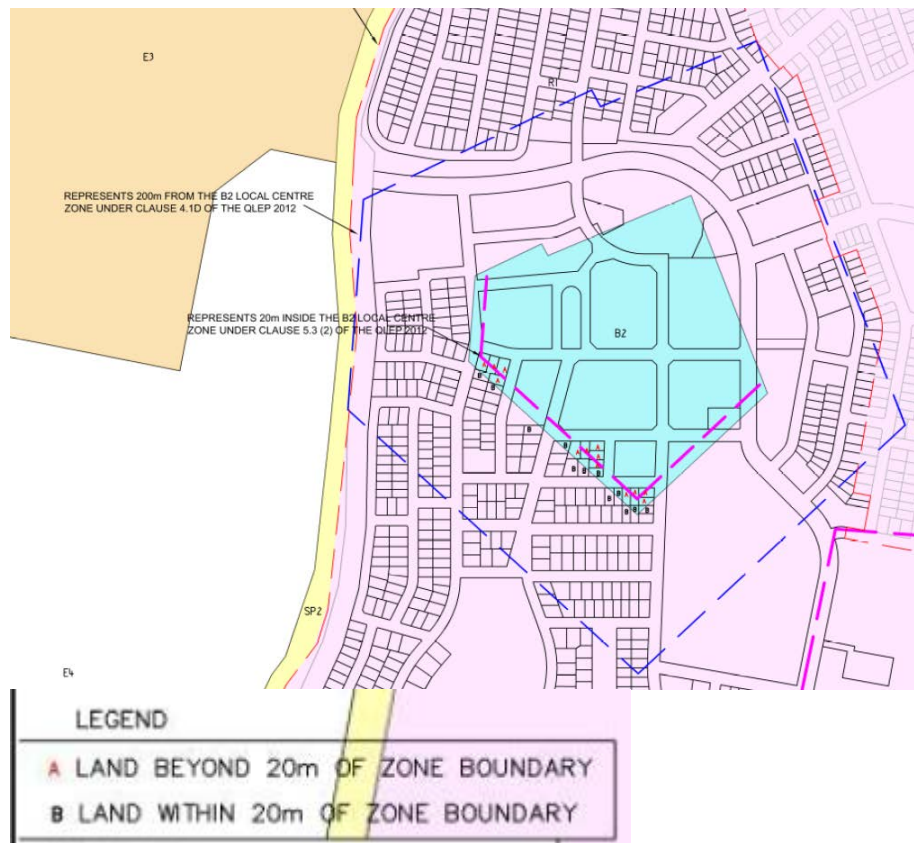 E3
R1
REPRESENTS 200m FROM THE B2 LOCAL CENTRE
ZONE UNDER CLAUSE 4.1D OF THE QLEP 2012
REPRESENTS 20m INSIDE THE B2 LOCAL CENTRE
ZONE UNDER CLAUSE 5.3 (2) OF THE QLEP 2012
B2
A A A
B A
B
B
B A
A A
A
B B B
B A A A
B A
B B B
SP2
E4
LEGEND
A LAND BEYOND 20m OF ZONE BOUNDARY
B LAND WITHIN 20m OF ZONE BOUNDARY